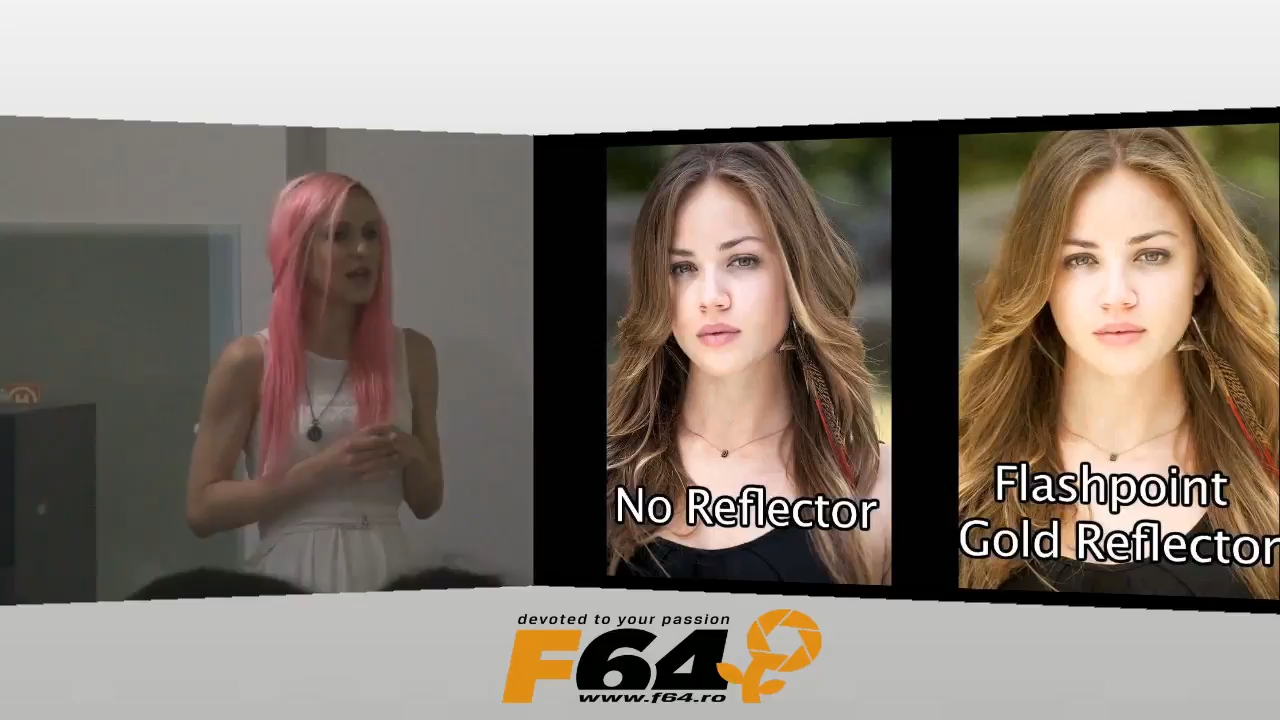 No Reflector
Flashpoint
Gold Reflector
devoted to your passion
F64
www.f64.ro